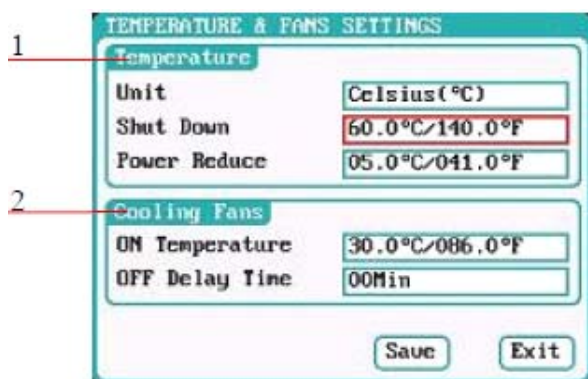 TEMPERATURE & FANS SETTINGS
1
Temperature
Unit Celsius(°C)
Shut Down 60.0°C/140.0°F
Power Reduce 05.0°C/041.0°F
2
Cooling Fans
ON Temperature 30.0°C/086.0°F
OFF Delay Time 00Min
Save Exit